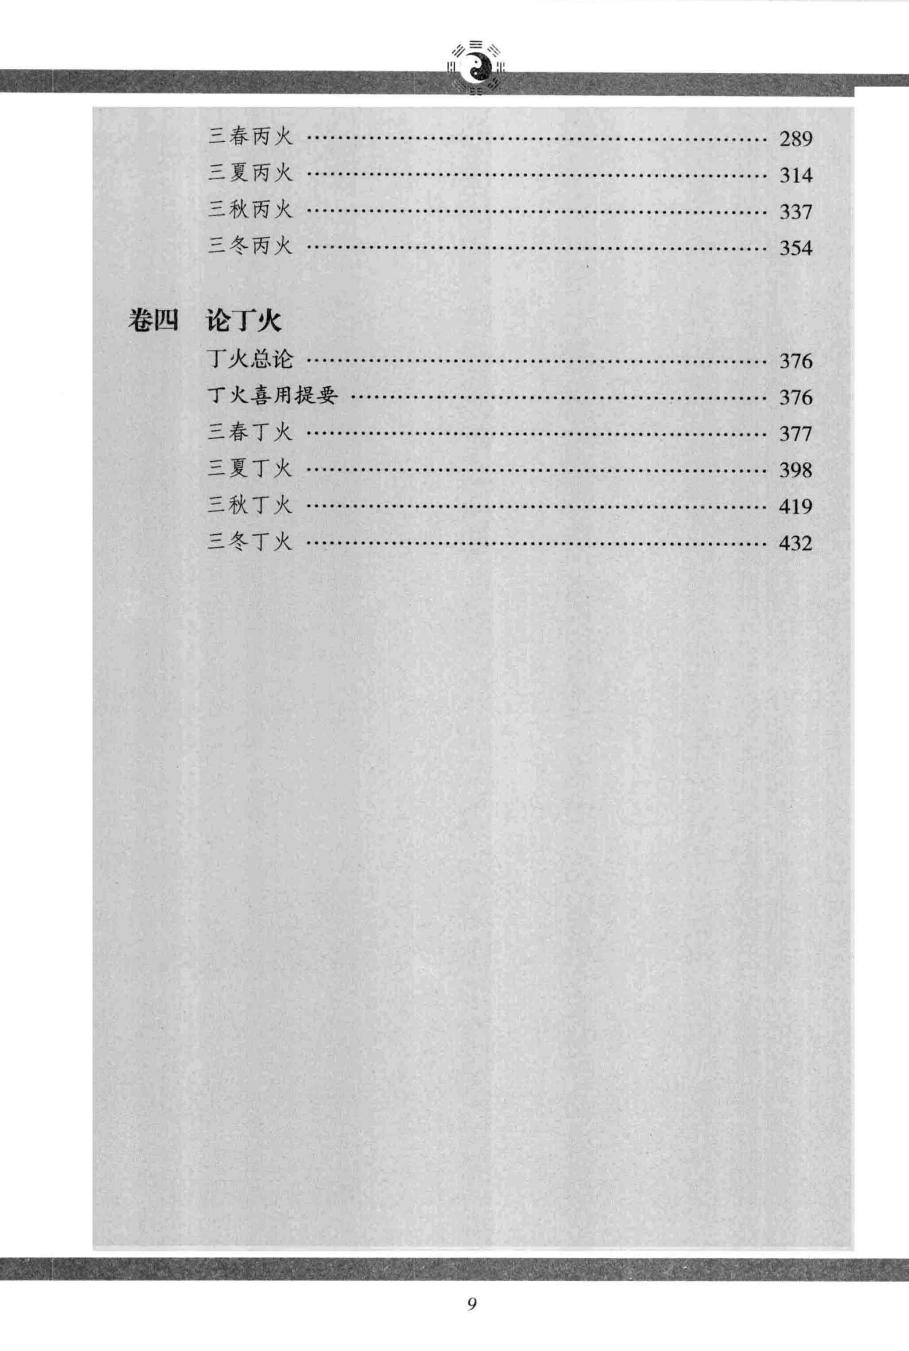 三春丙火 …………………………………………………… 289
三夏丙火 …………………………………………………… 314
三秋丙火 …………………………………………………… 337
三冬丙火 …………………………………………………… 354
卷四 论丁火
丁火总论 …………………………………………………… 376
丁火喜用提要 ……………………………………………… 376
三春丁火 …………………………………………………… 377
三夏丁火 …………………………………………………… 398
三秋丁火 …………………………………………………… 419
三冬丁火 …………………………………………………… 432
9